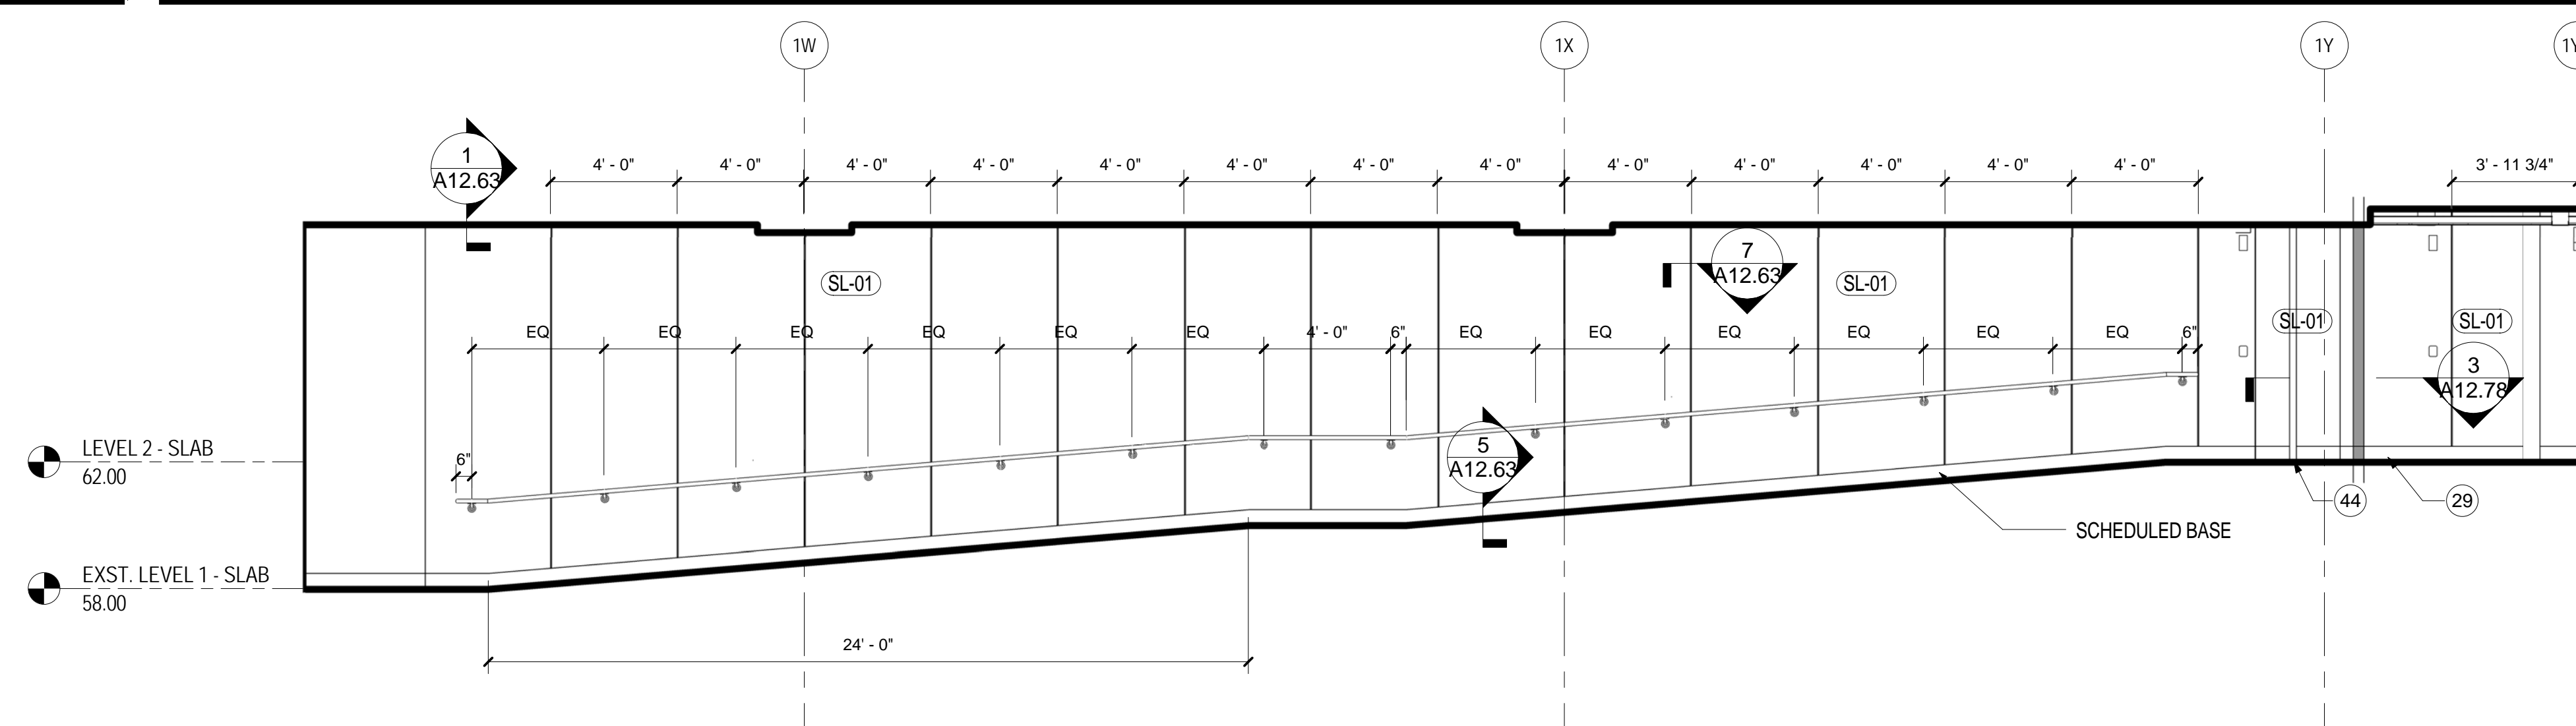 1W
1X
1Y
1Y
1
A12.63
4' - 0" 4' - 0" 4' - 0" 4' - 0" 4' - 0" 4' - 0" 4' - 0" 4' - 0" 4' - 0" 4' - 0" 4' - 0" 4' - 0" 4' - 0"
3' - 11 3/4"
SL-01
7
A12.63
SL-01
SL-01
SL-01
EQ EQ EQ EQ EQ EQ 4' - 0" 6" EQ EQ EQ EQ EQ EQ 6"
3
A12.78
5
A12.63
LEVEL 2 - SLAB
62.00
6"
44
29
SCHEDULED BASE
EXST. LEVEL 1 - SLAB
58.00
24' - 0"